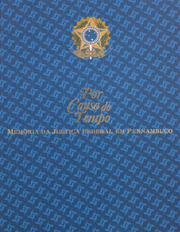 Por
Causa do
Tempo
MEMÓRIA DA JUSTIÇA FEDERAL EM PERNAMBUCO